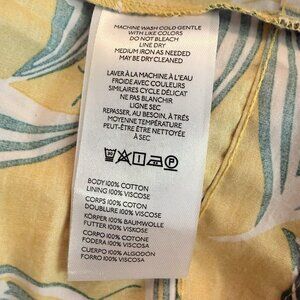 MACHINE WASH COLD GENTLE
WITH LIKE COLORS
DO NOT BLEACH
LINE DRY
MEDIUM IRON AS NEEDED
MAY BE DRY CLEANED
LAVER À LA MACHINE À L'EAU
FROIDE AVEC COULEURS
SIMILAIRES CYCLE DÉLICAT
NE PAS BLANCHIR
LIGNE SEC
REPASSER À TRÈS
MOYENNE TEMPÉRATURE
PEUT-ÊTRE ÊTRE NETTOYÉE
À SEC
BODY 100% COTTON
LINING 100% VISCOSE
CORPS 100% COTON
DOUBLURE 100% VISCOSE
KÖRPER 100% BAUMWOLLE
FUTTER 100% VISKOSE
CORPO 100% COTONE
FODERA 100% VISCOSA
CUERPO 100% ALGODÓN
FORRO 100% VISCOSA